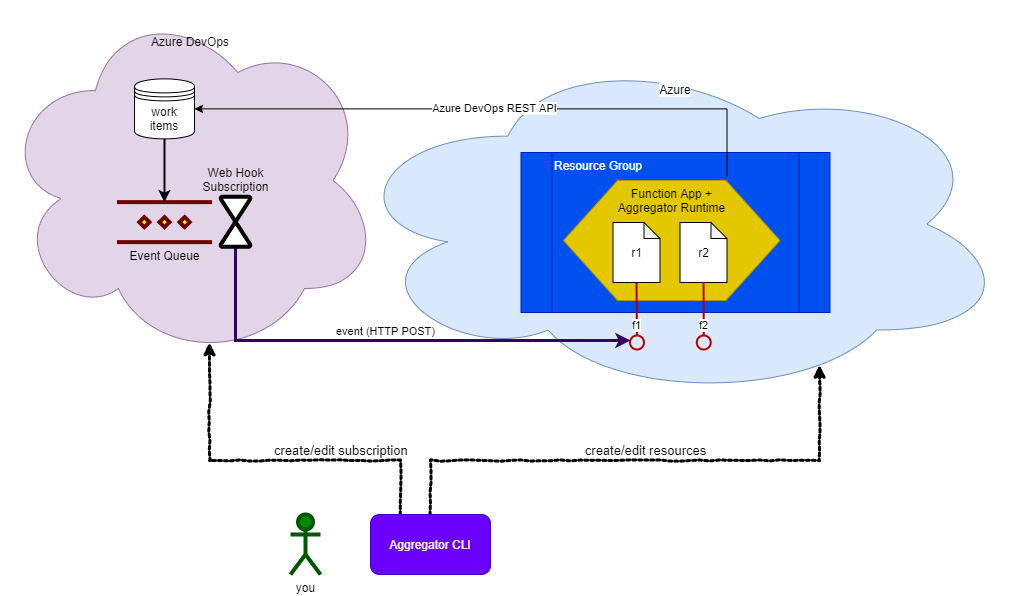 Azure DevOps
work
items
Web Hook
Subscription
Event Queue
Azure
Azure DevOps REST API
Resource Group
Function App +
Aggregator Runtime
r1
r2
f1
f2
event (HTTP POST)
create/edit subscription
create/edit resources
Aggregator CLI
you